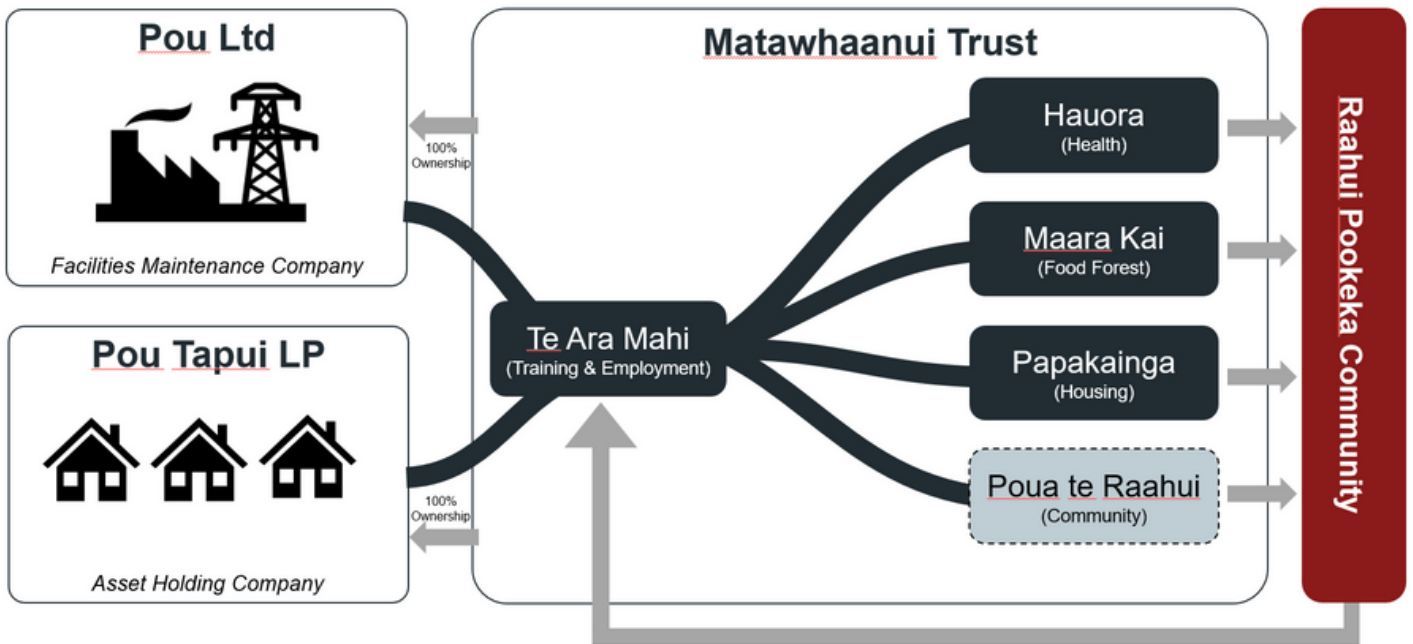 Pou Ltd
Facilities Maintenance Company
100%
Ownership
Pou Tapui LP
Asset Holding Company
100%
Ownership
Matawhaanui Trust
Te Ara Mahi
(Training & Employment)
Hauora
(Health)
Maara Kai
(Food Forest)
Papakainga
(Housing)
Poua te Raahui
(Community)
Raahui Pookeka Community